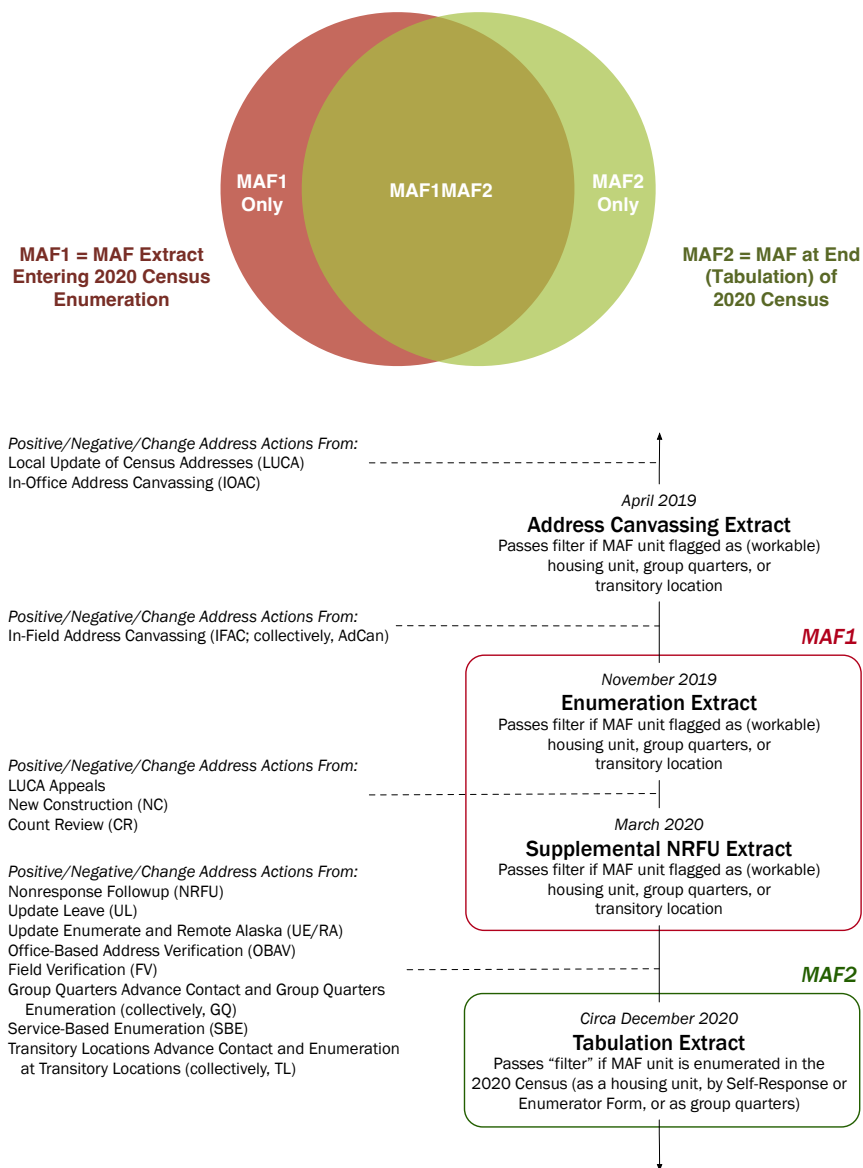 MAF1
Only
MAF1MAF2
MAF2
Only
MAF1 = MAF Extract
Entering 2020 Census
Enumeration
MAF2 = MAF at End
(Tabulation) of
2020 Census
Positive/Negative/Change Address Actions From:
Local Update of Census Addresses (LUCA)
In-Office Address Canvassing (IOAC)
April 2019
Address Canvassing Extract
Passes filter if MAF unit flagged as (workable)
housing unit, group quarters, or
transitory location
Positive/Negative/Change Address Actions From:
In-Field Address Canvassing (IFAC; collectively, AdCan)
MAF1
November 2019
Enumeration Extract
Passes filter if MAF unit flagged as (workable)
housing unit, group quarters, or
transitory location
Positive/Negative/Change Address Actions From:
LUCA Appeals
New Construction (NC)
Count Review (CR)
March 2020
Supplemental NRFU Extract
Passes filter if MAF unit flagged as (workable)
housing unit, group quarters, or
transitory location
Positive/Negative/Change Address Actions From:
Nonresponse Followup (NRFU)
Update Leave (UL)
Update Enumerate and Remote Alaska (UE/RA)
Office-Based Address Verification (OBAV)
Field Verification (FV)
Group Quarters Advance Contact and Group Quarters
Enumeration (collectively, GQ)
Service-Based Enumeration (SBE)
Transitory Locations Advance Contact and Enumeration
at Transitory Locations (collectively, TL)
MAF2
Circa December 2020
Tabulation Extract
Passes “filter” if MAF unit is enumerated in the
2020 Census (as a housing unit, by Self-Response or
Enumerator Form, or as group quarters)